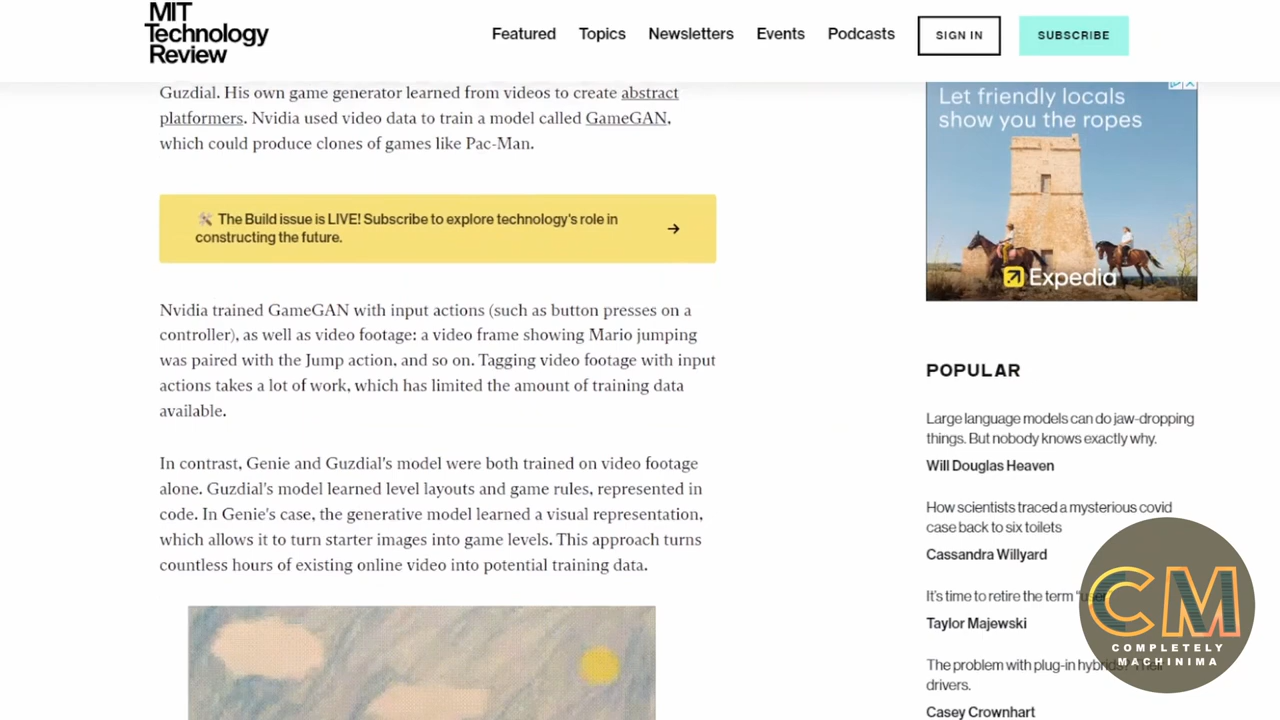 MIT
Technology
Review
Featured
Topics
Newsletters
Events
Podcasts
SIGN IN
SUBSCRIBE
Guzdial. His own game generator learned from videos to create abstract
platformers. Nvidia used video data to train a model called GameGAN,
which could produce clones of games like Pac-Man.
The Build issue is LIVE! Subscribe to explore technology's role in
constructing the future.
Nvidia trained GameGAN with input actions (such as button presses on a
controller), as well as video footage: a video frame showing Mario jumping
was paired with the Jump action, and so on. Tagging video footage with input
actions takes a lot of work, which has limited the amount of training data
available.
In contrast, Genie and Guzdial's model were both trained on video footage
alone. Guzdial's model learned level layouts and game rules, represented in
code. In Genie's case, the generative model learned a visual representation,
which allows it to turn starter images into game levels. This approach turns
countless hours of existing online video into potential training data.
Let friendly locals
show you the ropes
Expedia
POPULAR
Large language models can do jaw-dropping
things. But nobody knows exactly why.
Will Douglas Heaven
How scientists traced a mysterious covid
case back to six toilets
Cassandra Willyard
It's time to retire the term "user"
Taylor Majewski
The problem with plug-in hybrids? Their
drivers.
Casey Crownhart
CM
COMPLETELY
MACHINIMA